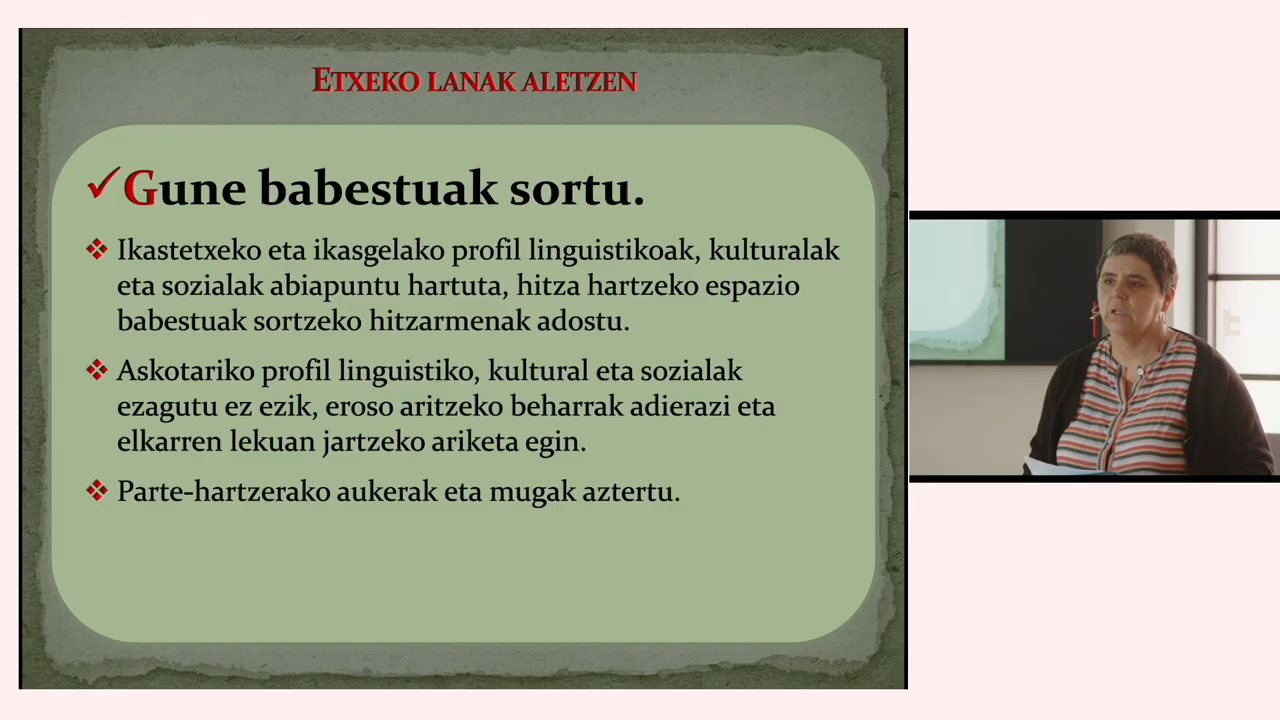 ETXEKO LANAK ALETZEN
✓Gune babestuak sortu.
❖ Ikastetxeko eta ikasgelako profil linguistikoak, kulturalak
eta sozialak abiapuntu hartuta, hitza hartzeko espazio
babestuak sortzeko hitzarmenak adostu.
❖ Askotariko profil linguistiko, kultural eta sozialak
ezagutu ez ezik, eroso aritzeko beharrak adierazi eta
elkarren lekuan jartzeko ariketa egin.
❖ Parte-hartzerako aukerak eta mugak aztertu.